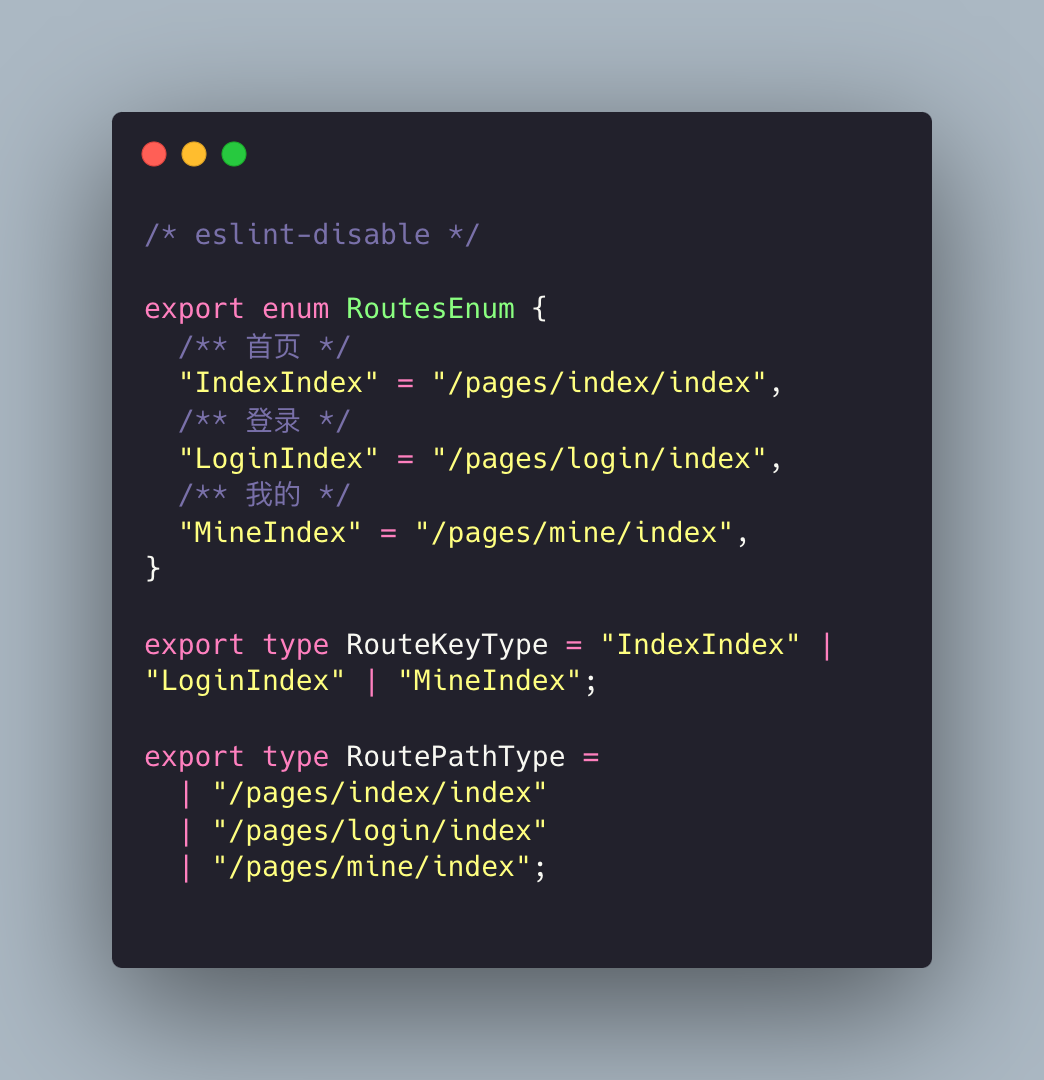 /* eslint-disable */
export enum RoutesEnum {
/** 首页 */
"IndexIndex" = "/pages/index/index",
/** 登录 */
"LoginIndex" = "/pages/login/index",
/** 我的 */
"MineIndex" = "/pages/mine/index",
}
export type RouteKeyType = "IndexIndex" |
"LoginIndex" | "MineIndex";
export type RoutePathType =
| "/pages/index/index"
| "/pages/login/index"
| "/pages/mine/index";